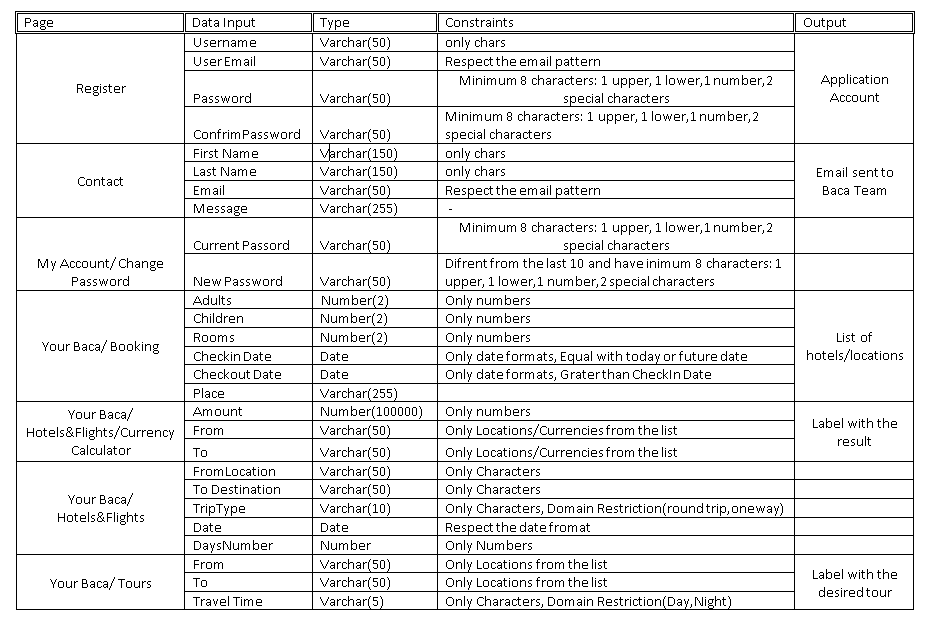 Page Data Input Type Constraints Output
Register
Username Varchar(50) only chars
User Email Varchar(50) Respect the email pattern
Password Varchar(50) Minimum 8 characters: 1 upper, 1 lower,1 number,2
special characters
Confrim Password Varchar(50) Minimum 8 characters: 1 upper, 1 lower,1 number,2
special characters
Application
Account
Contact
First Name Varchar(150) only chars
Last Name Varchar(150) only chars
Email Varchar(50) Respect the email pattern
Message Varchar(255) -
Email sent to
Baca Team
My Account/ Change
Password
Current Passord Varchar(50) Minimum 8 characters: 1 upper, 1 lower,1 number,2
special characters
New Password Varchar(50) Difrent from the last 10 and have inimum 8 characters: 1
upper, 1 lower,1 number,2 special characters
Your Baca/ Booking
Adults Number(2) Only numbers
Children Number(2) Only numbers
Rooms Number(2) Only numbers
Checkin Date Date Only date formats, Equal with today or future date
Checkout Date Date Only date formats, Grater than CheckIn Date
Place Varchar(255)
List of
hotels/locations
Your Baca/
Hotels&Flights/Currency
Calculator
Amount Number(100000) Only numbers
From Varchar(50) Only Locations/Currencies from the list
To Varchar(50) Only Locations/Currencies from the list
Label with the
result
Your Baca/
Hotels&Flights
From Location Varchar(50) Only Characters
To Destination Varchar(50) Only Characters
TripType Varchar(10) Only Characters, Domain Restriction(round trip,oneway)
Date Date Respect the date fromat
DaysNumber Number Only Numbers
Your Baca/ Tours
From Varchar(50) Only Locations from the list
To Varchar(50) Only Locations from the list
Travel Time Varchar(5) Only Characters, Domain Restriction(Day,Night)
Label with the
desired tour